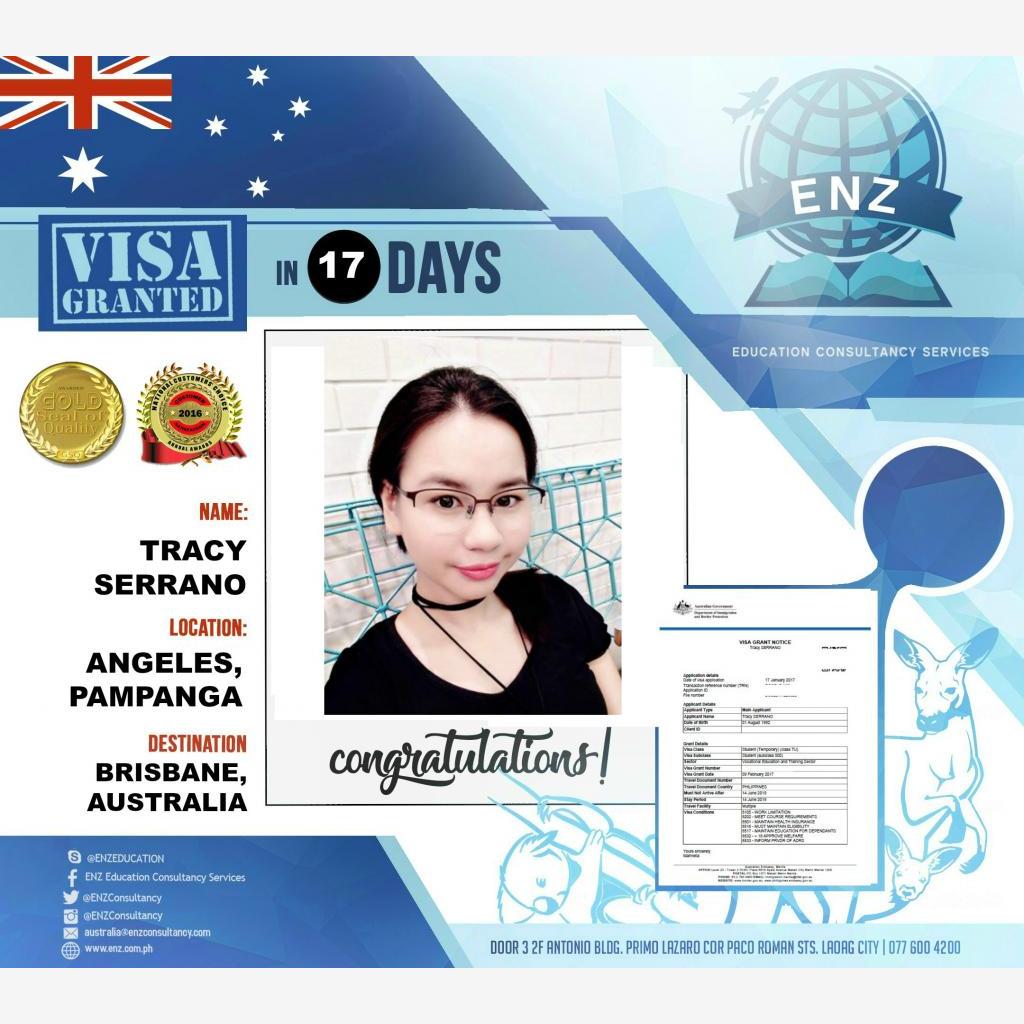 ENZ
EDUCATION CONSULTANCY SERVICES
VISA
GRANTED
IN 17 DAYS
AWARDED
GOLD
Seal of
Quality
NATIONAL CUSTOMERS' CHOICE
CUSTOMER
2016
ANNUAL AWARDS
NAME:
TRACY
SERRANO
LOCATION:
ANGELES,
PAMPANGA
DESTINATION
BRISBANE,
AUSTRALIA
congratulations!
Australian Government
Department of Immigration
and Border Protection
VISA GRANT NOTICE
Tracy SERRANO
Application details
Date of visa application 17 January 2017
Transaction reference number (TRN)
Application ID
File number
Applicant Details
Applicant Type Main Applicant
Applicant Name Tracy SERRANO
Date of Birth
Client ID
Grant Details
Visa Class Student (Temporary) (class TU)
Visa Subclass Student (subclass 500)
Sector Vocational Education and Training Sector
Visa Grant Number
Visa Grant Date 09 February 2017
Travel Document Number
Travel Document Country PHILIPPINES
Must Not Arrive After 14 June 2019
Stay Period 14 June 2019
Travel Facility Multiple
Visa Conditions 8105 - WORK LIMITATION
8202 - MEET COURSE REQUIREMENTS
8501 - MAINTAIN HEALTH INSURANCE
8516 - MUST MAINTAIN ELIGIBILITY
8517 - MAINTAIN EDUCATION FOR DEPENDANTS
8532 - < 18 APPROVE WELFARE
8533 - INFORM PRVDR OF ADRS
Yours sincerely
@ENZEDUCATION
ENZ Education Consultancy Services
@ENZConsultancy
@ENZConsultancy
australia@enzconsultancy.com
www.enz.com.ph
DOOR 3 2F ANTONIO BLDG. PRIMO LAZARO COR PACO ROMAN STS. LAOAG CITY | 077 600 4200